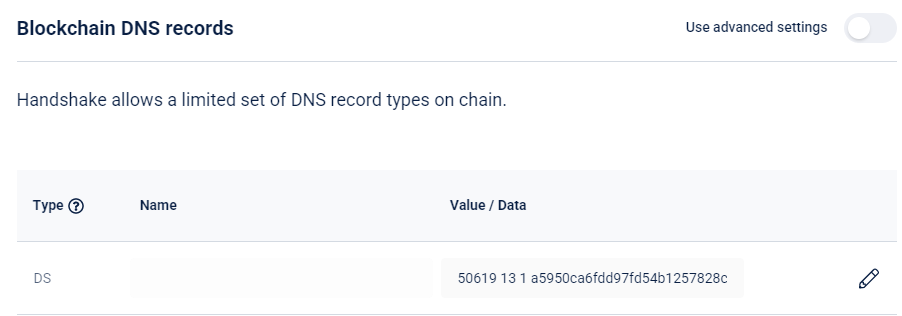 Blockchain DNS records
Use advanced settings
Handshake allows a limited set of DNS record types on chain.
Type ? Name Value / Data
DS 50619 13 1 a5950ca6fdd97fd54b1257828c